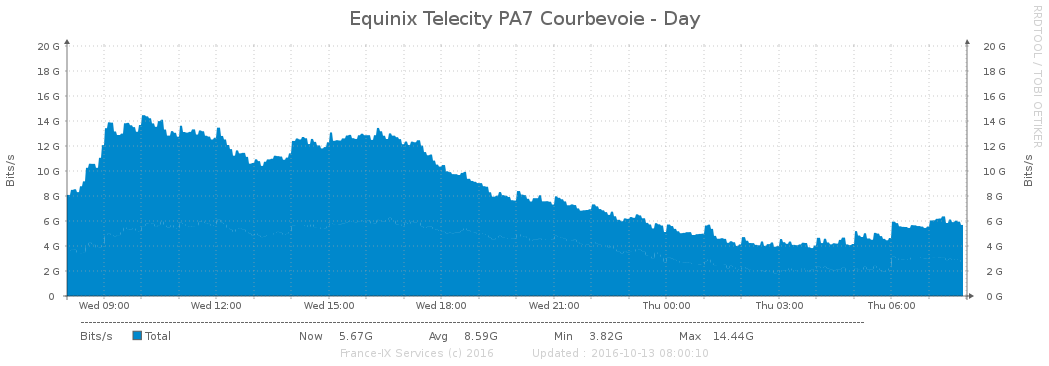 Equinix Telecity PA7 Courbevoie - Day
RRDTOOL / TOBI OETIKER
Bits/s
Bits/s
20 G 20 G
18 G 18 G
16 G 16 G
14 G 14 G
12 G 12 G
10 G 10 G
8 G 8 G
6 G 6 G
4 G 4 G
2 G 2 G
0 0 G
Wed 09:00 Wed 12:00 Wed 15:00 Wed 18:00 Wed 21:00 Thu 00:00 Thu 03:00 Thu 06:00
Bits/s Total Now 5.67G Avg 8.59G Min 3.82G Max 14.44G
France-IX Services (c) 2016 Updated : 2016-10-13 08:00:10